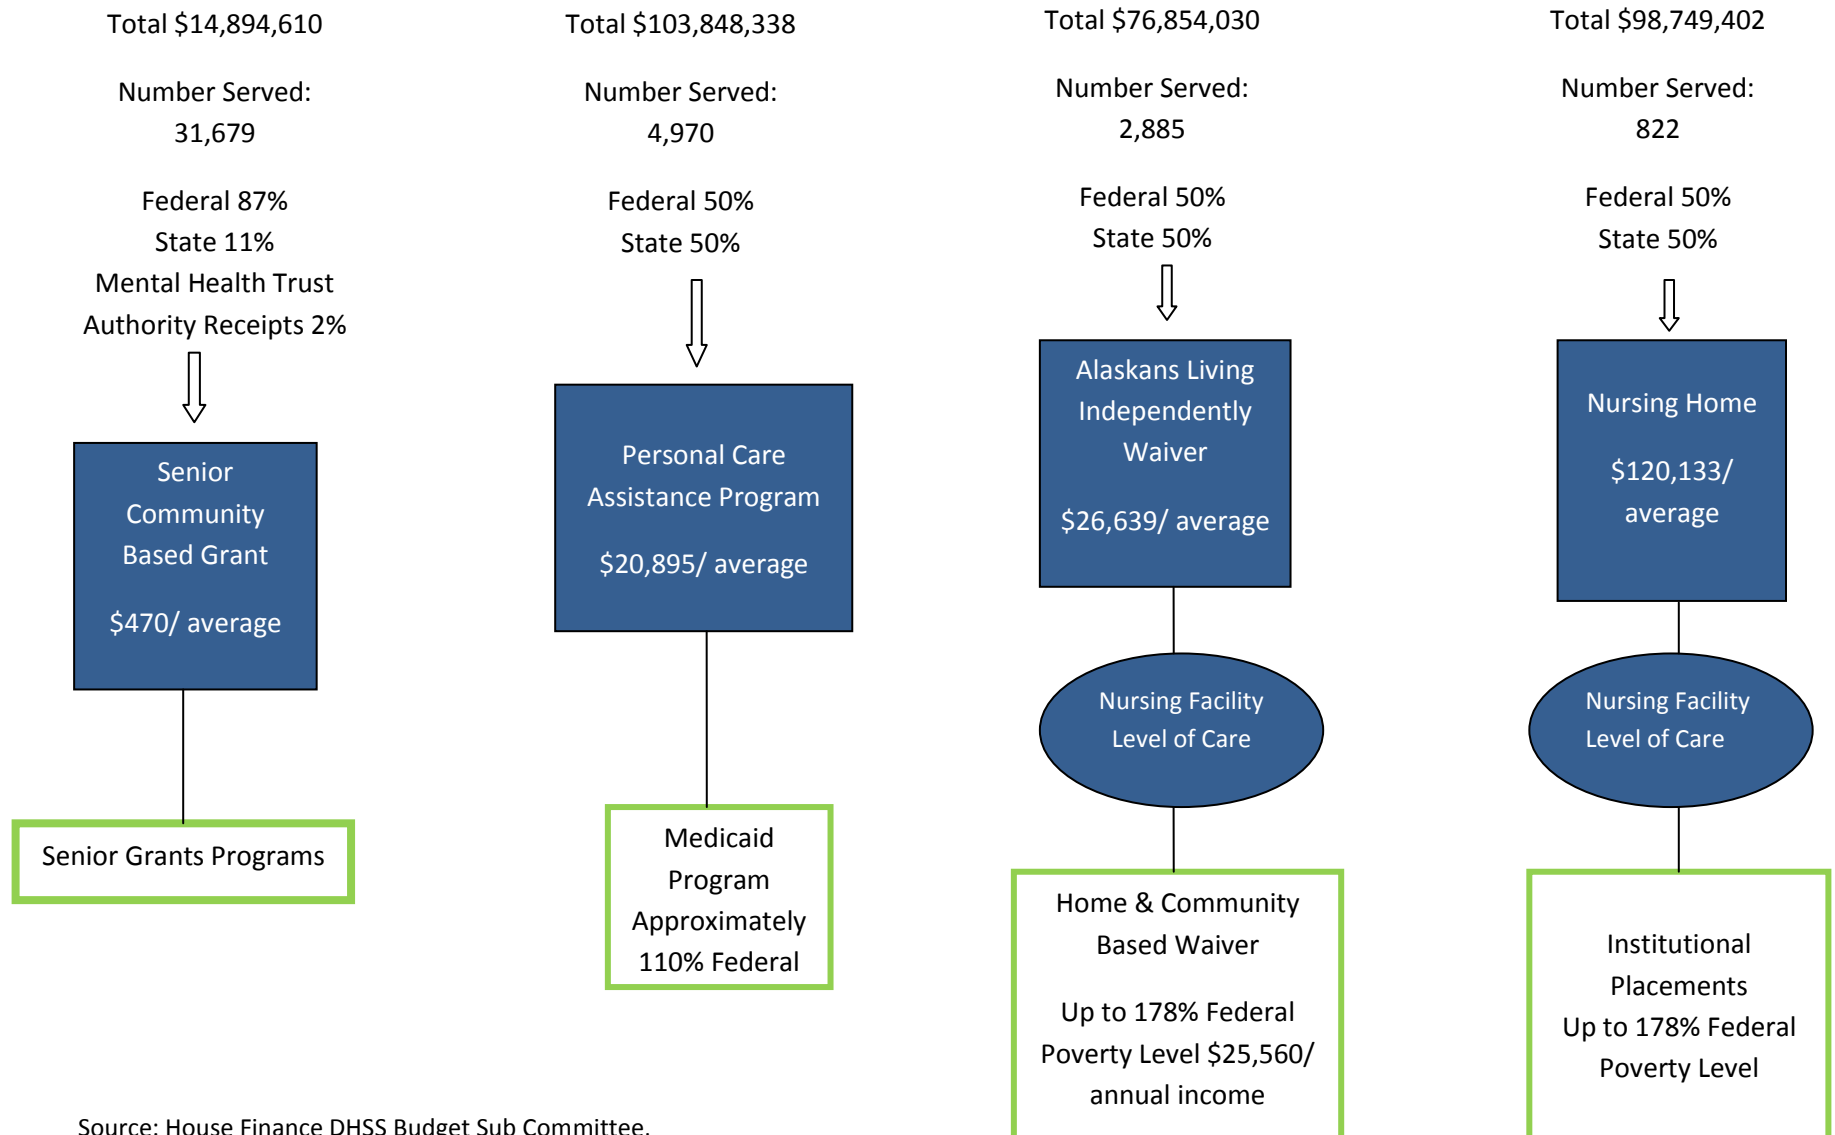 Total $14,894,610
Number Served:
31,679
Federal 87%
State 11%
Mental Health Trust
Authority Receipts 2%
Senior
Community
Based Grant
$470/ average
Senior Grants Programs
Total $103,848,338
Number Served:
4,970
Federal 50%
State 50%
Personal Care
Assistance Program
$20,895/ average
Medicaid
Program
Approximately
110% Federal
Total $76,854,030
Number Served:
2,885
Federal 50%
State 50%
Alaskans Living
Independently
Waiver
$26,639/ average
Nursing Facility
Level of Care
Home & Community
Based Waiver
Up to 178% Federal
Poverty Level $25,560/
annual income
Total $98,749,402
Number Served:
822
Federal 50%
State 50%
Nursing Home
$120,133/
average
Nursing Facility
Level of Care
Institutional
Placements
Up to 178% Federal
Poverty Level
Source: House Finance DHSS Budget Sub Committee.